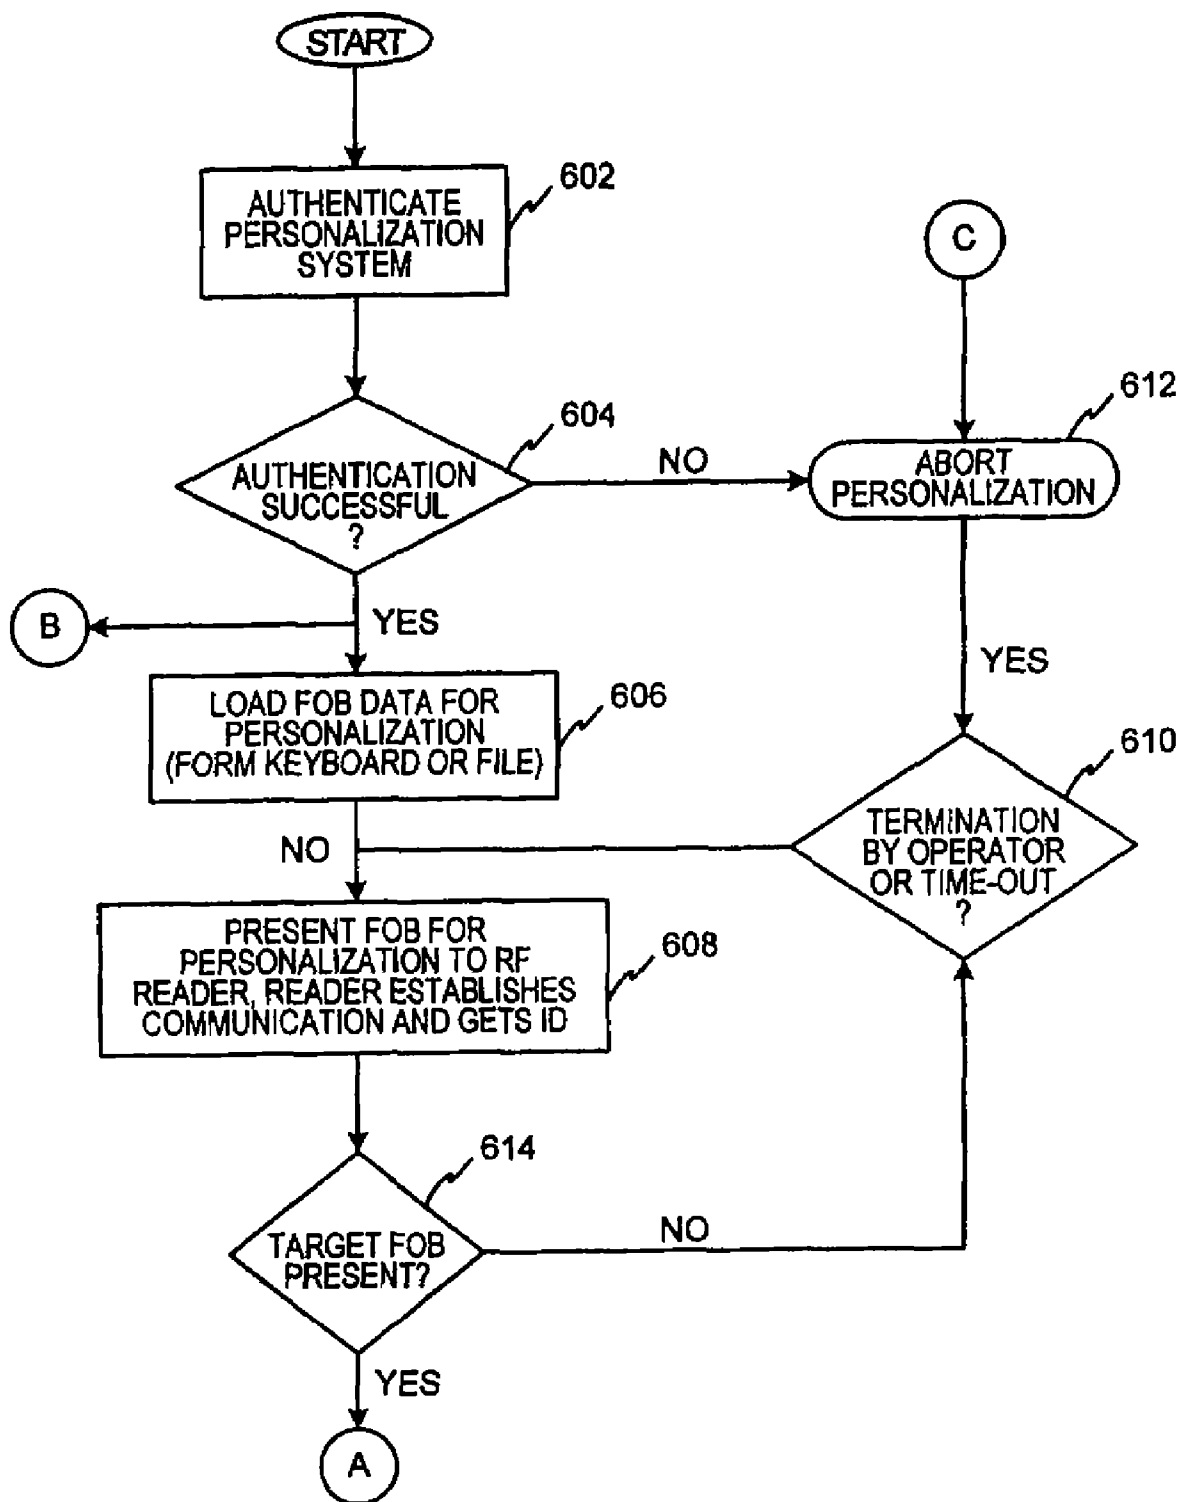 START
602
AUTHENTICATE
PERSONALIZATION
SYSTEM
C
604
612
AUTHENTICATION
SUCCESSFUL
?
NO
ABORT
PERSONALIZATION
B
YES
YES
606
LOAD FOB DATA FOR
PERSONALIZATION
(FORM KEYBOARD OR FILE)
610
TERMINATION
BY OPERATOR
OR TIME-OUT
?
NO
608
PRESENT FOB FOR
PERSONALIZATION TO RF
READER, READER ESTABLISHES
COMMUNICATION AND GETS ID
614
TARGET FOB
PRESENT?
NO
YES
A